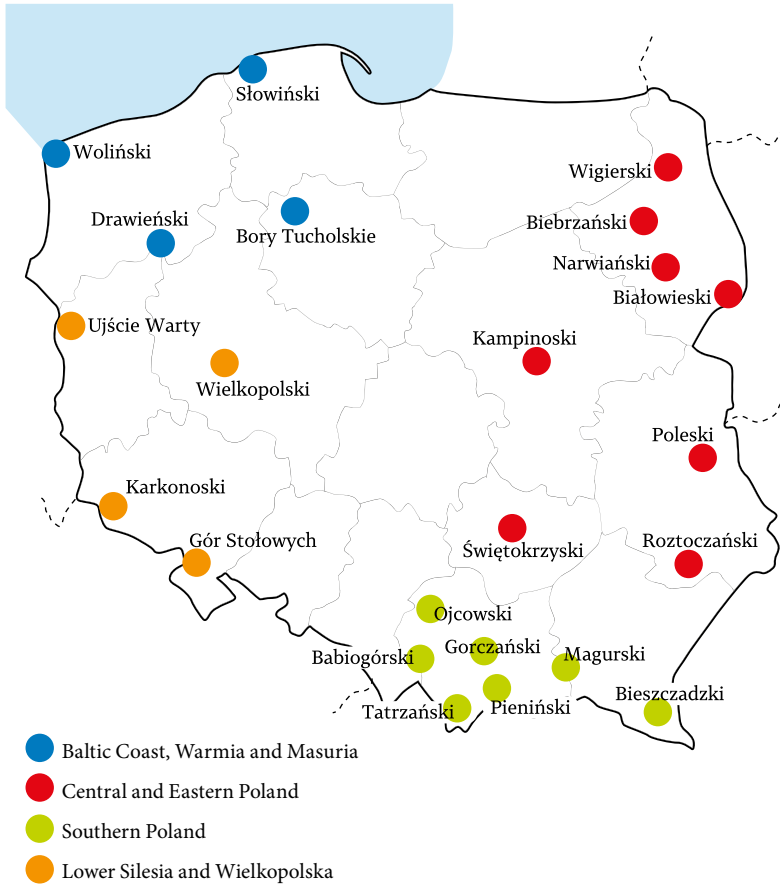 Słowiński
Woliński
Wigierski
Drawieński
Biebrzański
Bory Tucholskie
Narwiański
Białowieski
Ujście Warty
Kampinoski
Wielkopolski
Poleski
Karkonoski
Gór Stołowych
Roztoczański
Świętokrzyski
Ojcowski
Gorczański
Magurski
Babiogórski
Bieszczadzki
Pieniński
Tatrzański
Baltic Coast, Warmia and Masuria
Central and Eastern Poland
Southern Poland
Lower Silesia and Wielkopolska